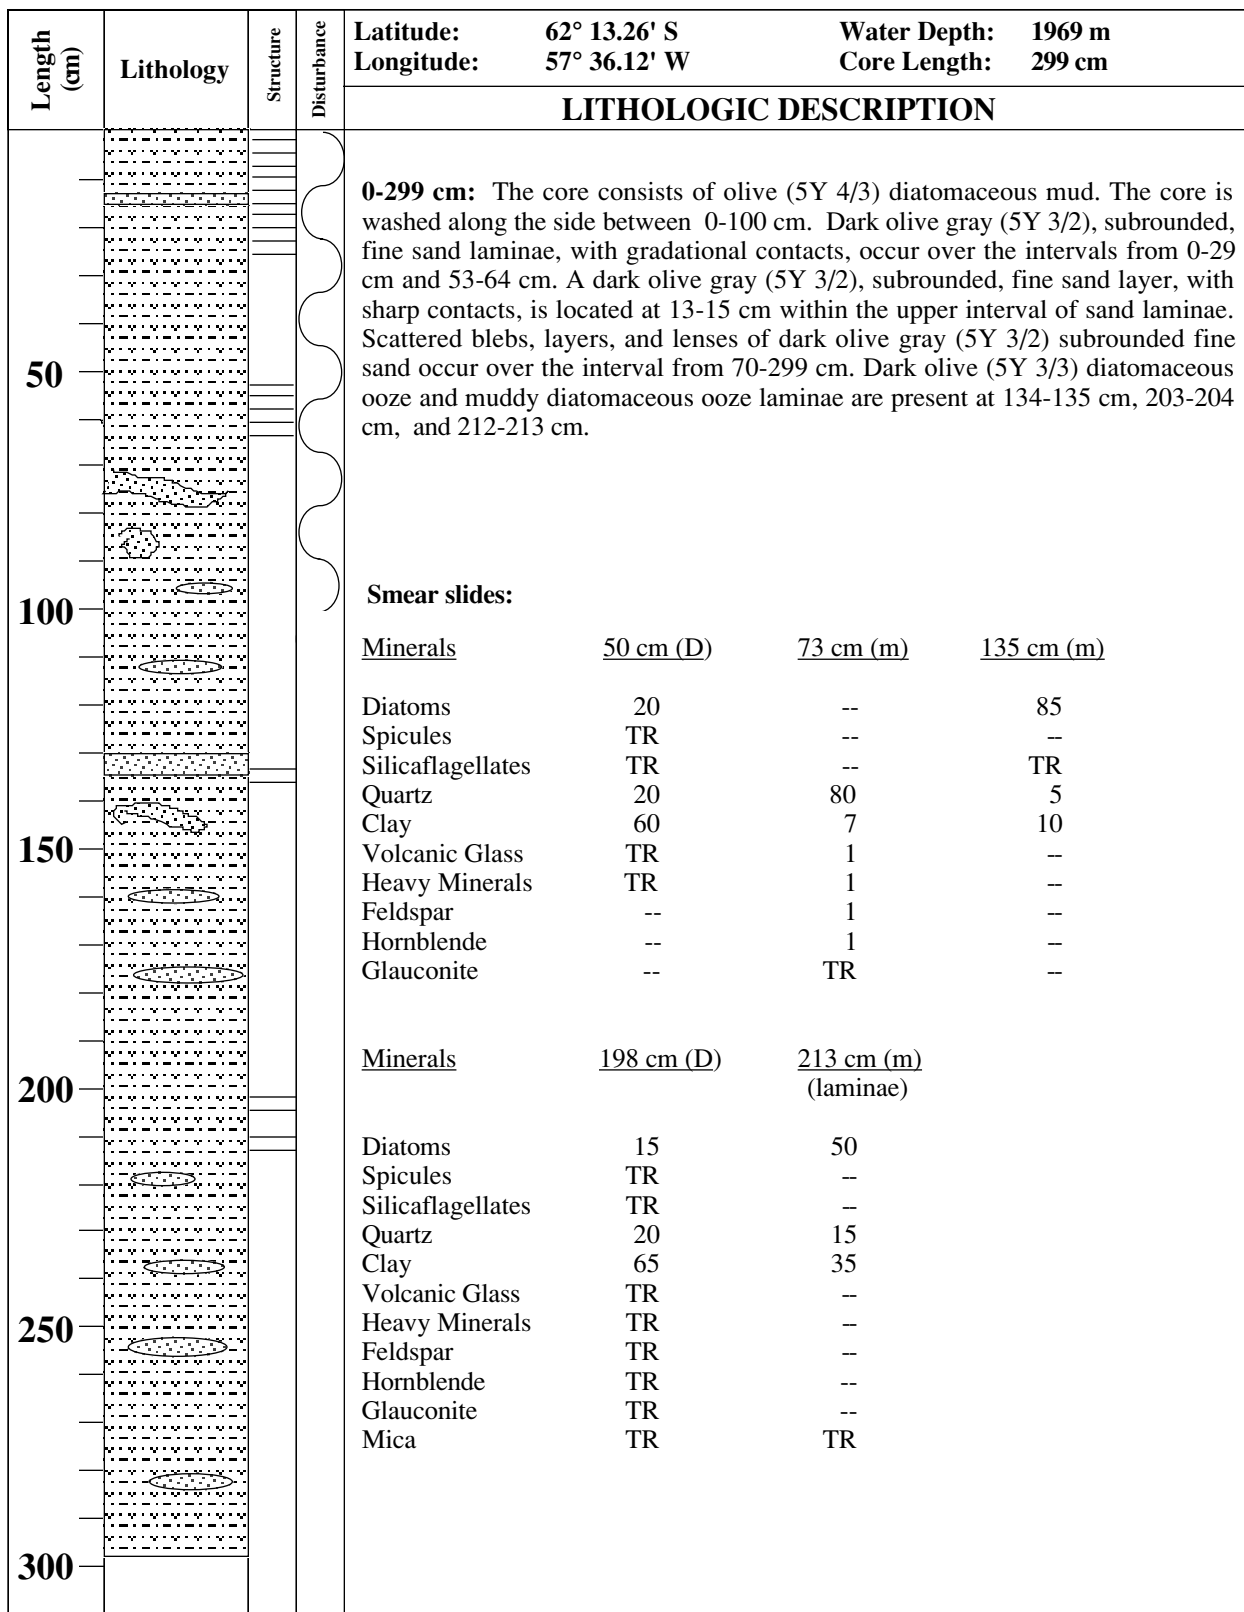 Length (cm)
Lithology
Structure
Disturbance
Latitude: 62° 13.26' S Water Depth: 1969 m
Longitude: 57° 36.12' W Core Length: 299 cm
LITHOLOGIC DESCRIPTION
0-299 cm: The core consists of olive (5Y 4/3) diatomaceous mud. The core is
washed along the side between 0-100 cm. Dark olive gray (5Y 3/2), subrounded,
fine sand laminae, with gradational contacts, occur over the intervals from 0-29
cm and 53-64 cm. A dark olive gray (5Y 3/2), subrounded, fine sand layer, with
sharp contacts, is located at 13-15 cm within the upper interval of sand laminae.
Scattered blebs, layers, and lenses of dark olive gray (5Y 3/2) subrounded fine
sand occur over the interval from 70-299 cm. Dark olive (5Y 3/3) diatomaceous
ooze and muddy diatomaceous ooze laminae are present at 134-135 cm, 203-204
cm, and 212-213 cm.
50
100
150
200
250
300
Smear slides:
Minerals 50 cm (D) 73 cm (m) 135 cm (m)
Diatoms 20 -- 85
Spicules TR -- --
Silicaflagellates TR -- TR
Quartz 20 80 5
Clay 60 7 10
Volcanic Glass TR 1 --
Heavy Minerals TR 1 --
Feldspar -- 1 --
Hornblende -- 1 --
Glauconite -- TR --
Minerals 198 cm (D) 213 cm (m)
(laminae)
Diatoms 15 50
Spicules TR --
Silicaflagellates TR --
Quartz 20 15
Clay 65 35
Volcanic Glass TR --
Heavy Minerals TR --
Feldspar TR --
Hornblende TR --
Glauconite TR --
Mica TR TR